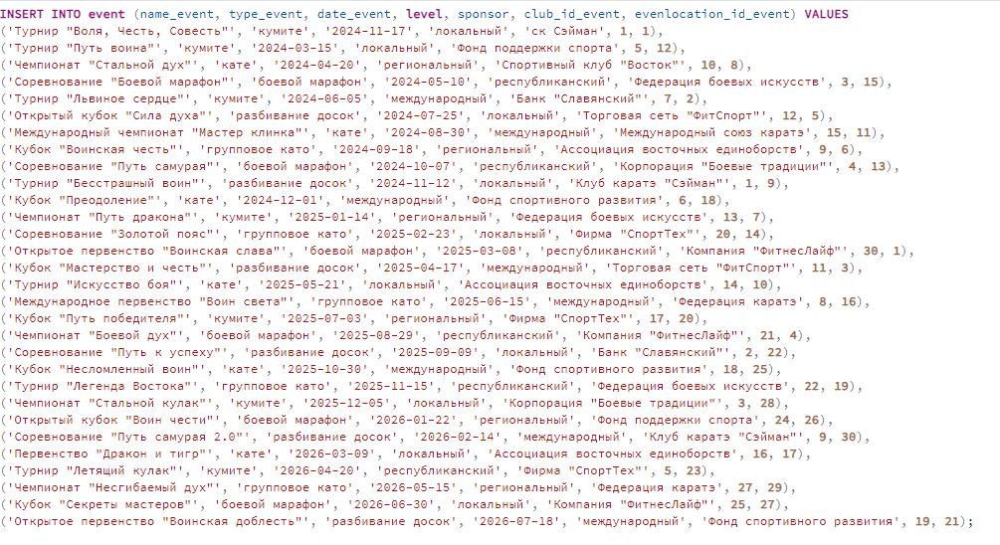 INSERT INTO event (name_event, type_event, date_event, level, sponsor, club_id_event, evenlocation_id_event) VALUES
('Турнир "Воля, Честь, Совесть"', 'кумите', '2024-11-17', 'локальный', 'ск Сэйман', 1, 1),
('Турнир "Путь воина"', 'кумите', '2024-03-15', 'локальный', 'Фонд поддержки спорта', 5, 12),
('Чемпионат "Стальной дух"', 'кате', '2024-04-20', 'региональный', 'Спортивный клуб "Восток"', 10, 8),
('Соревнование "Боевой марафон"', 'боевой марафон', '2024-05-10', 'республиканский', 'Федерация боевых искусств', 3, 15),
('Турнир "Львиное сердце"', 'кумите', '2024-06-05', 'международный', 'Банк "Славянский"', 7, 2),
('Открытый кубок "Сила духа"', 'разбивание досок', '2024-07-25', 'локальный', 'Торговая сеть "ФитСпорт"', 12, 5),
('Международный чемпионат "Мастер клинка"', 'кате', '2024-08-30', 'международный', 'Международный союз каратэ', 15, 11),
('Кубок "Воинская честь"', 'групповое като', '2024-09-18', 'региональный', 'Ассоциация восточных единоборств', 9, 6),
('Соревнование "Путь самурая"', 'боевой марафон', '2024-10-07', 'республиканский', 'Корпорация "Боевые традиции"', 4, 13),
('Турнир "Бесстрашный воин"', 'разбивание досок', '2024-11-12', 'локальный', 'Клуб каратэ "Сэйман"', 1, 9),
('Кубок "Преодоление"', 'кате', '2024-12-01', 'международный', 'Фонд спортивного развития', 6, 18),
('Чемпионат "Путь дракона"', 'кумите', '2025-01-14', 'региональный', 'Федерация боевых искусств', 13, 7),
('Соревнование "Золотой пояс"', 'групповое като', '2025-02-23', 'локальный', 'Фирма "СпортТех"', 20, 14),
('Открытое первенство "Воинская слава"', 'боевой марафон', '2025-03-08', 'республиканский', 'Компания "ФитнесЛайф"', 30, 1),
('Кубок "Мастерство и честь"', 'разбивание досок', '2025-04-17', 'международный', 'Торговая сеть "ФитСпорт"', 11, 3),
('Турнир "Искусство боя"', 'кате', '2025-05-21', 'локальный', 'Ассоциация восточных единоборств', 14, 10),
('Международное первенство "Воин света"', 'групповое като', '2025-06-15', 'международный', 'Федерация каратэ', 8, 16),
('Кубок "Путь победителя"', 'кумите', '2025-07-03', 'региональный', 'Фирма "СпортТех"', 17, 20),
('Чемпионат "Боевой дух"', 'боевой марафон', '2025-08-29', 'республиканский', 'Компания "ФитнесЛайф"', 21, 4),
('Соревнование "Путь к успеху"', 'разбивание досок', '2025-09-09', 'локальный', 'Банк "Славянский"', 2, 22),
('Кубок "Несломленный воин"', 'кате', '2025-10-30', 'международный', 'Фонд спортивного развития', 18, 25),
('Турнир "Легенда Востока"', 'групповое като', '2025-11-15', 'республиканский', 'Федерация боевых искусств', 22, 19),
('Чемпионат "Стальной кулак"', 'кумите', '2025-12-05', 'локальный', 'Корпорация "Боевые традиции"', 3, 28),
('Открытый кубок "Воин чести"', 'боевой марафон', '2026-01-22', 'региональный', 'Фонд поддержки спорта', 24, 26),
('Соревнование "Путь самурая 2.0"', 'разбивание досок', '2026-02-14', 'международный', 'Клуб каратэ "Сэйман"', 9, 30),
('Первенство "Дракон и тигр"', 'кате', '2026-03-09', 'локальный', 'Ассоциация восточных единоборств', 16, 17),
('Турнир "Летящий кулак"', 'кумите', '2026-04-20', 'республиканский', 'Фирма "СпортТех"', 5, 23),
('Чемпионат "Несгибаемый дух"', 'групповое като', '2026-05-15', 'региональный', 'Федерация каратэ', 27, 29),
('Кубок "Секреты мастеров"', 'боевой марафон', '2026-06-30', 'локальный', 'Компания "ФитнесЛайф"', 25, 27),
('Открытое первенство "Воинская доблесть"', 'разбивание досок', '2026-07-18', 'международный', 'Фонд спортивного развития', 19, 21);